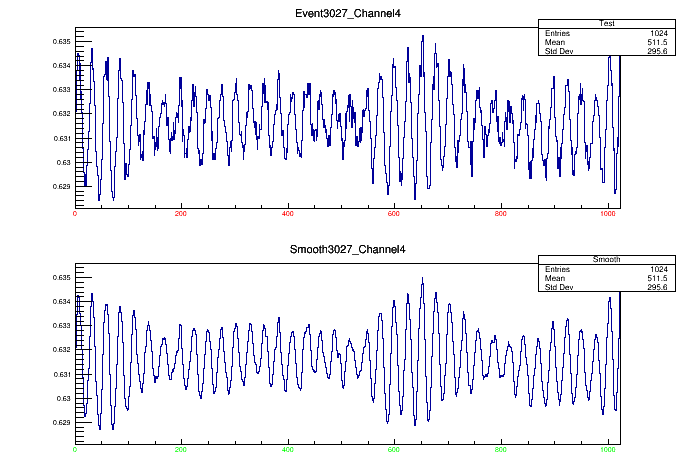 Event3027_Channel4
Test
Entries 1024
Mean 511.5
Std Dev 295.6
0.635
0.634
0.633
0.632
0.631
0.63
0.629
0 200 400 600 800 1000
Smooth3027_Channel4
Smooth
Entries 1024
Mean 511.5
Std Dev 295.6
0.635
0.634
0.633
0.632
0.631
0.63
0.629
0 200 400 600 800 1000